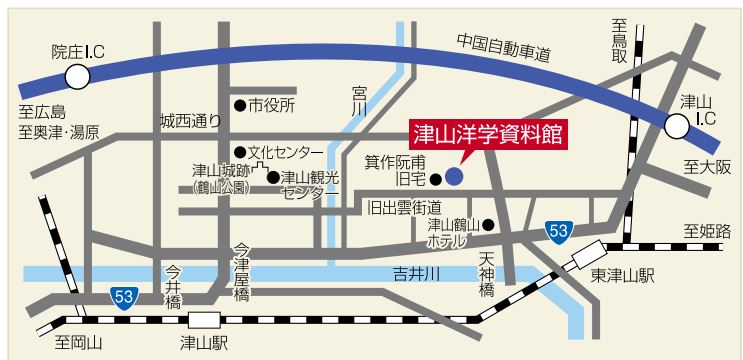 院庄I.C
中国自動車道
至鳥取
至広島
至奥津・湯原
市役所
宮川
津山
I.C
城西通り
津山洋学資料館
文化センター
箕作阮甫
旧宅
至大阪
津山城跡
(鶴山公園)
津山観光
センター
旧出雲街道
津山鶴山
ホテル
53
至姫路
今津屋橋
今井橋
吉井川
天神橋
東津山駅
53
至岡山
津山駅